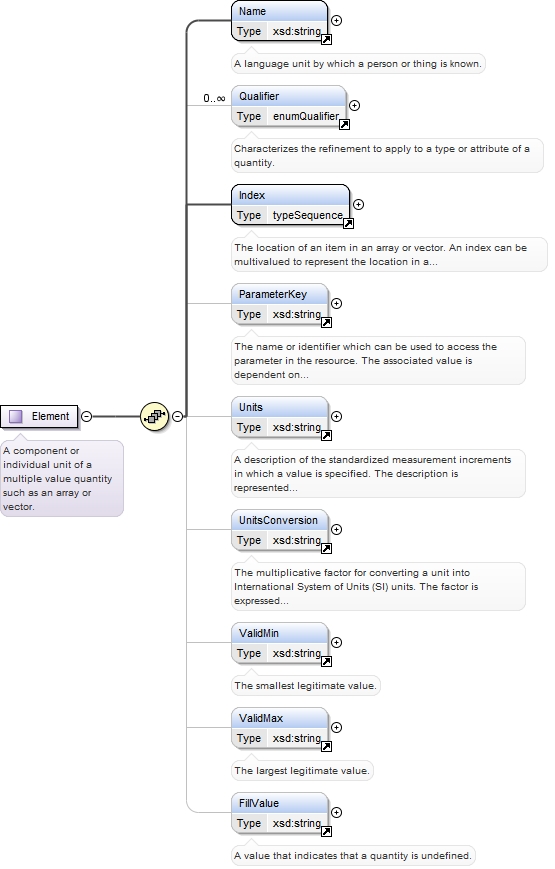 Name
Type xsd:string
A language unit by which a person or thing is known.
0..∞
Qualifier
Type enumQualifier
Characterizes the refinement to apply to a type or attribute of a
quantity.
Index
Type typeSequence
The location of an item in an array or vector. An index can be
multivalued to represent the location in a...
ParameterKey
Type xsd:string
The name or identifier which can be used to access the
parameter in the resource. The associated value is
dependent on...
Element
A component or
individual unit of a
multiple value quantity
such as an array or
vector.
Units
Type xsd:string
A description of the standardized measurement increments
in which a value is specified. The description is
represented...
UnitsConversion
Type xsd:string
The multiplicative factor for converting a unit into
International System of Units (SI) units. The factor is
expressed...
ValidMin
Type xsd:string
The smallest legitimate value.
ValidMax
Type xsd:string
The largest legitimate value.
FillValue
Type xsd:string
A value that indicates that a quantity is undefined.